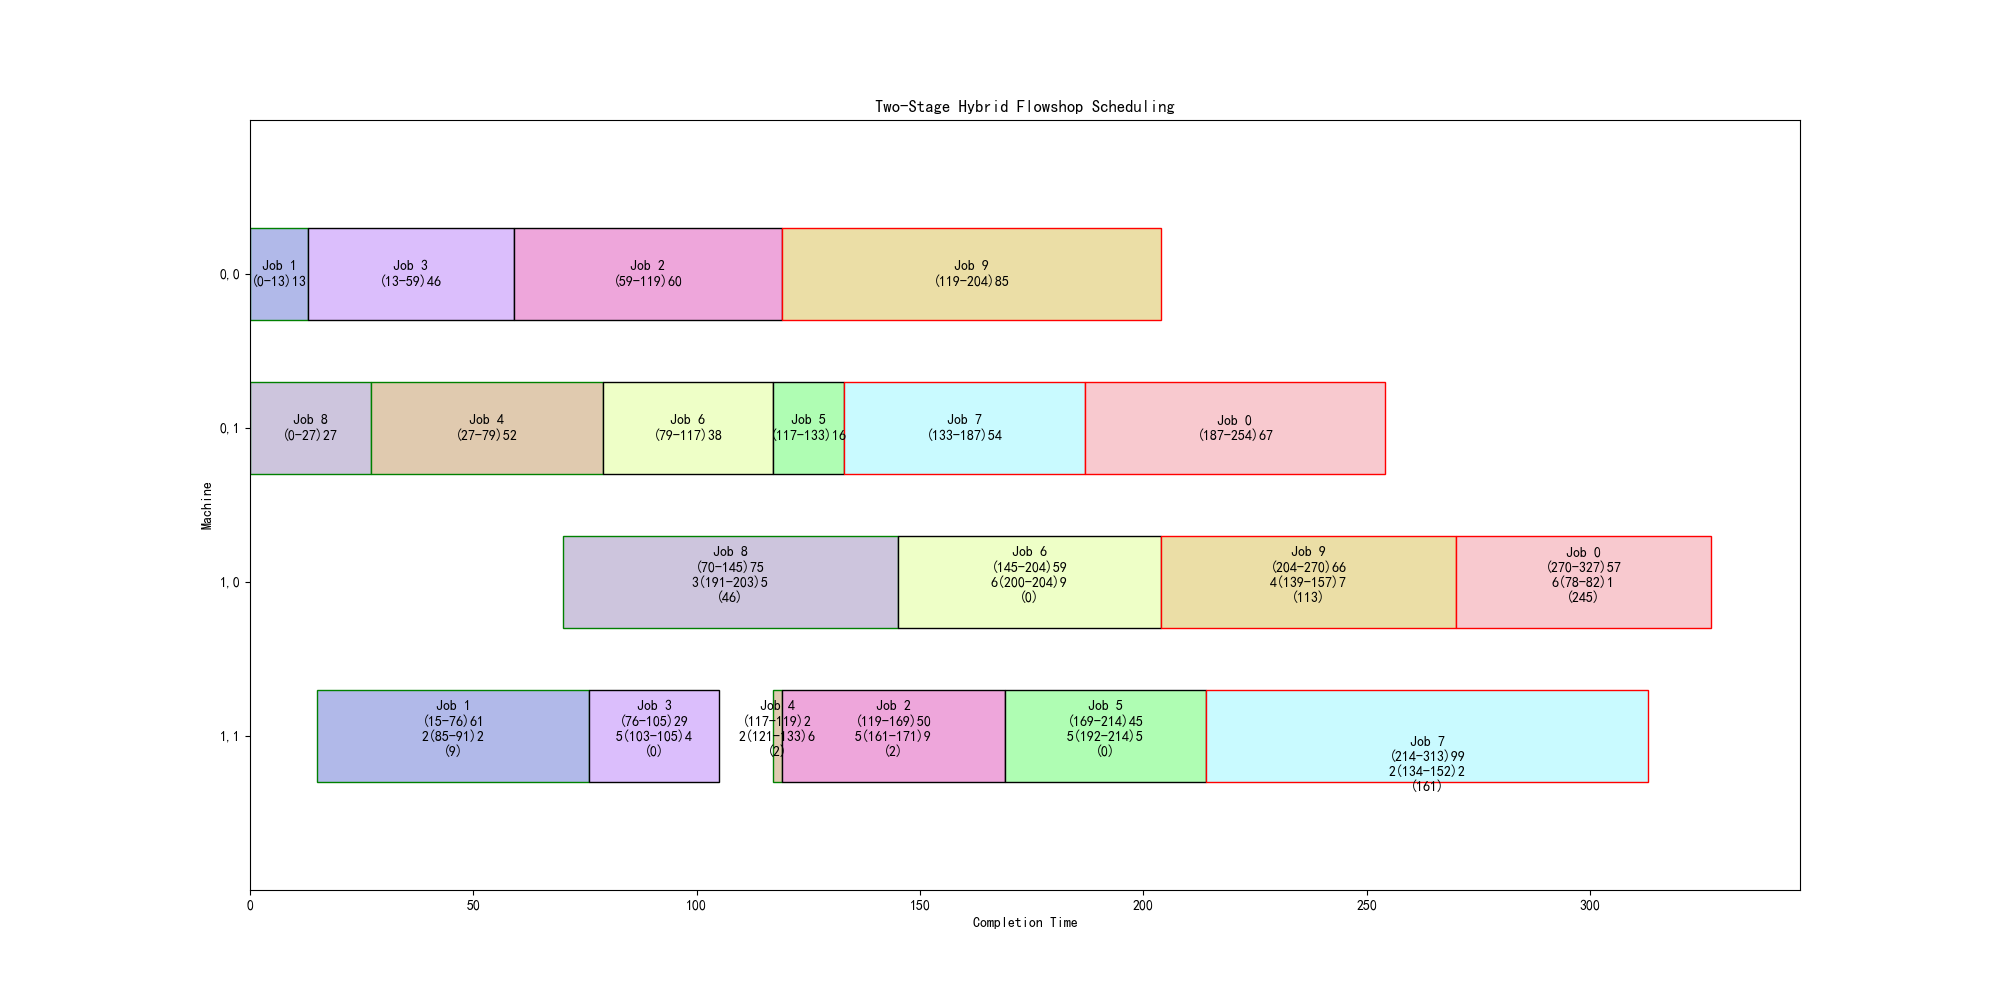 Two-Stage Hybrid Flowshop Scheduling
Machine
0,0
Job 1
(0-13)13
Job 3
(13-59)46
Job 2
(59-119)60
Job 9
(119-204)85
0,1
Job 8
(0-27)27
Job 4
(27-79)52
Job 6
(79-117)38
Job 5
(117-133)16
Job 7
(133-187)54
Job 0
(187-254)67
1,0
Job 8
(70-145)75
3(191-203)5
(46)
Job 6
(145-204)59
6(200-204)9
(0)
Job 9
(204-270)66
4(139-157)7
(113)
Job 0
(270-327)57
6(78-82)1
(245)
1,1
Job 1
(15-76)61
2(85-91)2
(9)
Job 3
(76-105)29
5(103-105)4
(0)
Job 4
(117-119)2
2(121-133)6
(2)
Job 2
(119-169)50
5(161-171)9
(2)
Job 5
(169-214)45
5(192-214)5
(0)
Job 7
(214-313)99
2(134-152)2
(161)
0
50
100
150
200
250
300
Completion Time